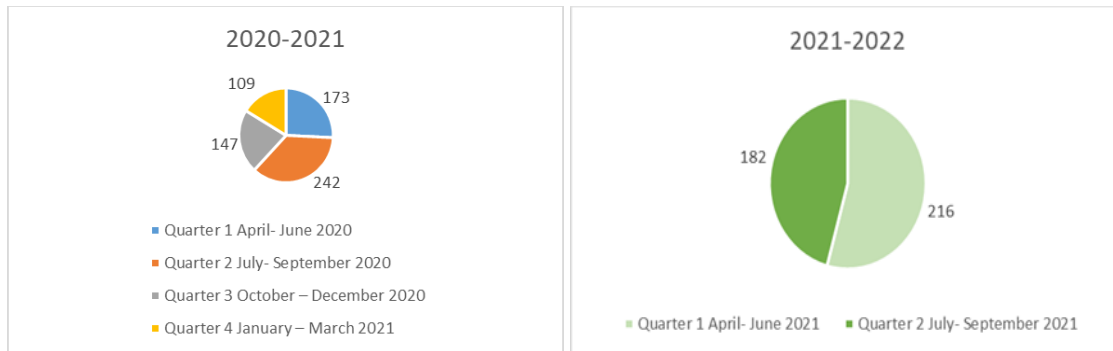 2020-2021
109
173
147
242
Quarter 1 April- June 2020
Quarter 2 July- September 2020
Quarter 3 October – December 2020
Quarter 4 January – March 2021
2021-2022
182
216
Quarter 1 April- June 2021
Quarter 2 July- September 2021